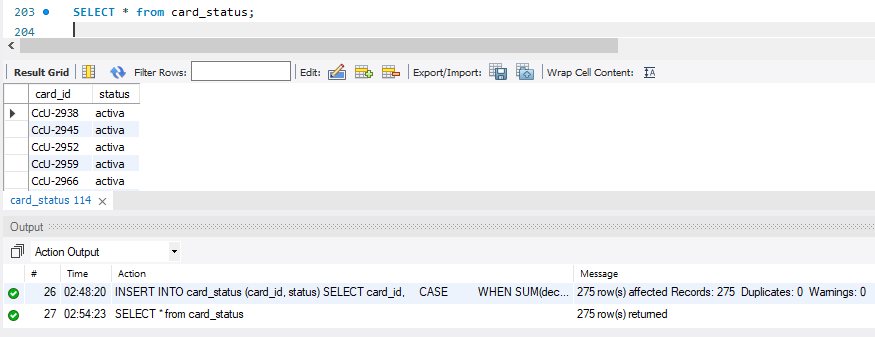 203 SELECT * from card_status;
204
Result Grid Filter Rows: Edit: Export/Import: Wrap Cell Content:
card_id status
CcU-2938 activa
CcU-2945 activa
CcU-2952 activa
CcU-2959 activa
CcU-2966 activa
card_status 114
Output
Action Output
# Time Action Message
26 02:48:20 INSERT INTO card_status (card_id, status) SELECT card_id, CASE WHEN SUM(dec... 275 row(s) affected Records: 275 Duplicates: 0 Warnings: 0
27 02:54:23 SELECT * from card_status 275 row(s) returned